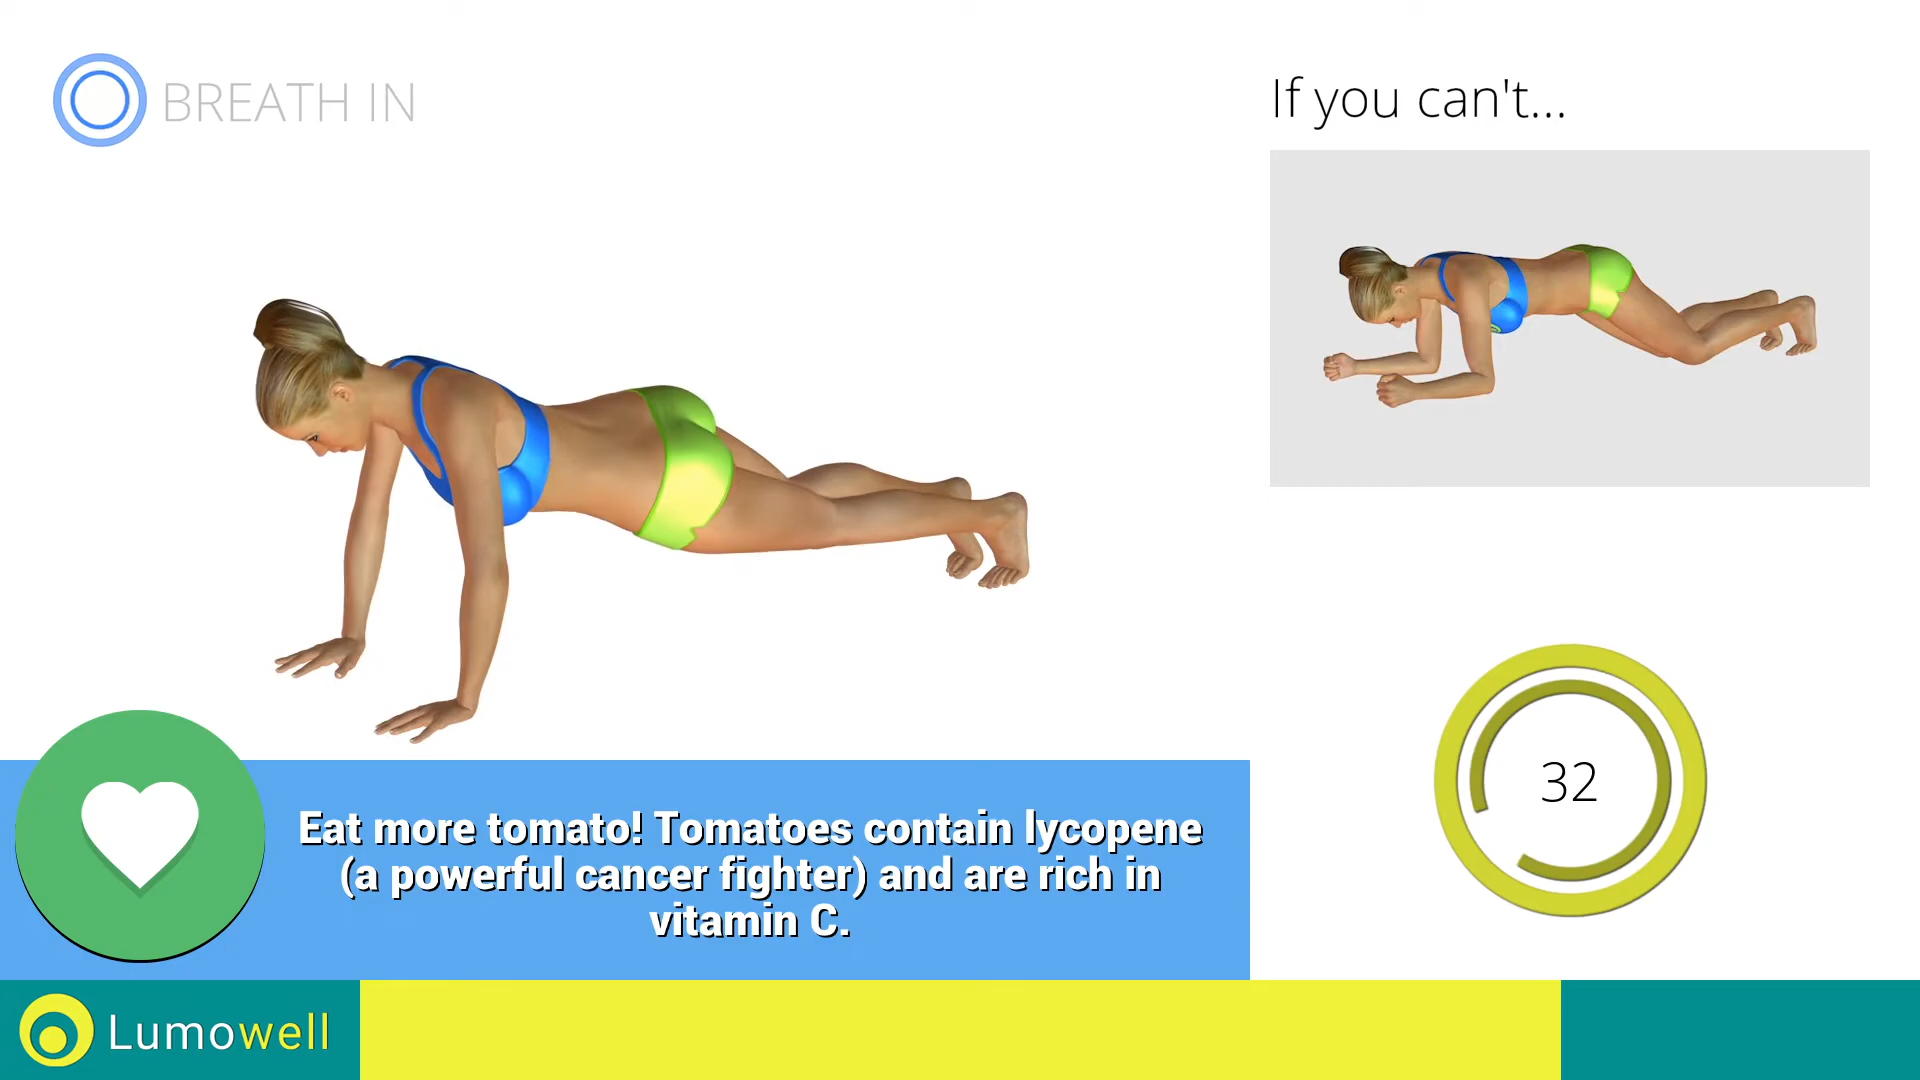 BREATH IN
If you can't...
32
Eat more tomato! Tomatoes contain lycopene
(a powerful cancer fighter) and are rich in
vitamin C.
Lumowell